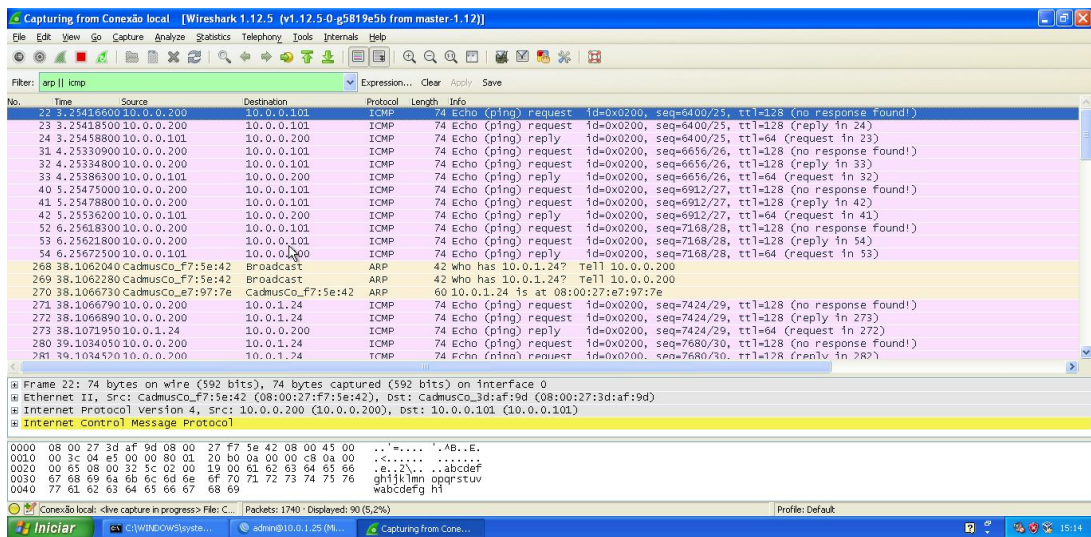 Capturing from Conexão local   [Wireshark 1.12.5  (v1.12.5-0-g5819e5b from master-1.12)]
File Edit View Go Capture Analyze Statistics Telephony Tools Internals Help
Filter: arp || icmp Expression... Clear Apply Save
No. Time Source Destination Protocol Length Info
22 3.25416600 10.0.0.200 10.0.0.101 ICMP 74 Echo (ping) request id=0x0200, seq=6400/25, ttl=128 (no response found!)
23 3.25418500 10.0.0.200 10.0.0.101 ICMP 74 Echo (ping) request id=0x0200, seq=6400/25, ttl=128 (reply in 24)
24 3.25458800 10.0.0.101 10.0.0.200 ICMP 74 Echo (ping) reply id=0x0200, seq=6400/25, ttl=64 (request in 23)
31 4.25330900 10.0.0.200 10.0.0.101 ICMP 74 Echo (ping) request id=0x0200, seq=6656/26, ttl=128 (no response found!)
32 4.25334800 10.0.0.200 10.0.0.101 ICMP 74 Echo (ping) request id=0x0200, seq=6656/26, ttl=128 (reply in 33)
33 4.25386300 10.0.0.101 10.0.0.200 ICMP 74 Echo (ping) reply id=0x0200, seq=6656/26, ttl=64 (request in 32)
40 5.25475000 10.0.0.200 10.0.0.101 ICMP 74 Echo (ping) request id=0x0200, seq=6912/27, ttl=128 (no response found!)
41 5.25478800 10.0.0.200 10.0.0.101 ICMP 74 Echo (ping) request id=0x0200, seq=6912/27, ttl=128 (reply in 42)
42 5.25536200 10.0.0.101 10.0.0.200 ICMP 74 Echo (ping) reply id=0x0200, seq=6912/27, ttl=64 (request in 41)
52 6.25618300 10.0.0.200 10.0.0.101 ICMP 74 Echo (ping) request id=0x0200, seq=7168/28, ttl=128 (no response found!)
53 6.25621800 10.0.0.200 10.0.0.101 ICMP 74 Echo (ping) request id=0x0200, seq=7168/28, ttl=128 (reply in 54)
54 6.25672500 10.0.0.101 10.0.0.200 ICMP 74 Echo (ping) reply id=0x0200, seq=7168/28, ttl=64 (request in 53)
268 38.1062040 CadmusCo_f7:5e:42 Broadcast ARP 42 Who has 10.0.1.24?  Tell 10.0.0.200
269 38.1062280 CadmusCo_f7:5e:42 Broadcast ARP 42 Who has 10.0.1.24?  Tell 10.0.0.200
270 38.1066730 CadmusCo_e7:97:7e CadmusCo_f7:5e:42 ARP 60 10.0.1.24 is at 08:00:27:e7:97:7e
271 38.1066790 10.0.0.200 10.0.1.24 ICMP 74 Echo (ping) request id=0x0200, seq=7424/29, ttl=128 (no response found!)
272 38.1066890 10.0.0.200 10.0.1.24 ICMP 74 Echo (ping) request id=0x0200, seq=7424/29, ttl=128 (reply in 273)
273 38.1071950 10.0.1.24 10.0.0.200 ICMP 74 Echo (ping) reply id=0x0200, seq=7424/29, ttl=64 (request in 272)
280 39.1034050 10.0.0.200 10.0.1.24 ICMP 74 Echo (ping) request id=0x0200, seq=7680/30, ttl=128 (no response found!)
281 39.1034520 10.0.0.200 10.0.1.24 ICMP 74 Echo (ping) request id=0x0200, seq=7680/30, ttl=128 (reply in 282)
Frame 22: 74 bytes on wire (592 bits), 74 bytes captured (592 bits) on interface 0
Ethernet II, Src: CadmusCo_f7:5e:42 (08:00:27:f7:5e:42), Dst: CadmusCo_3d:af:9d (08:00:27:3d:af:9d)
Internet Protocol Version 4, Src: 10.0.0.200 (10.0.0.200), Dst: 10.0.0.101 (10.0.0.101)
Internet Control Message Protocol
0000 08 00 27 3d af 9d 08 00 27 f7 5e 42 08 00 45 00 ..'=.... '.^B..E.
0010 00 3c 04 e5 00 00 80 01 20 b0 0a 00 00 c8 0a 00 .<...... .......
0020 00 65 08 00 32 5c 02 00 19 00 61 62 63 64 65 66 .e..2\.. ..abcdef
0030 67 68 69 6a 6b 6c 6d 6e 6f 70 71 72 73 74 75 76 ghijklmn opqrstuv
0040 77 61 62 63 64 65 66 67 68 69 wabcdefg hi
Conexão local: <live capture in progress> File: C... Packets: 1740 · Displayed: 90 (5,2%) Profile: Default
Iniciar C:\WINDOWS\syste... admin@10.0.1.25 (Mi... Capturing from Cone... 15:14